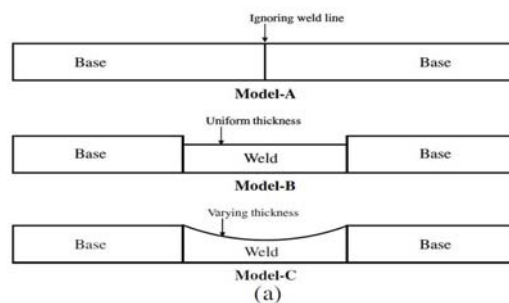 Ignoring weld line
Base Base
Model-A
Uniform thickness
Base Weld Base
Model-B
Varying thickness
Base Weld Base
Model-C
(a)